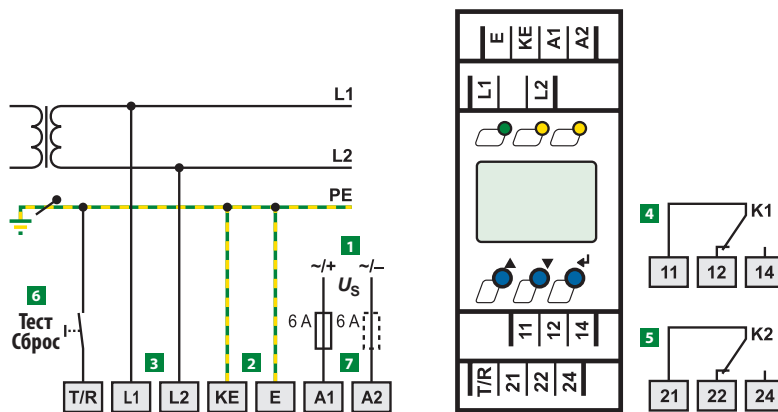 L1
L2
PE
1
~/+ ~/–
US
6 A 6 A
6
Тест
Сброс
3 2 7
T/R L1 L2 KE E A1 A2
E KE A1 A2
L1 L2
11 12 14
T/R 21 22 24
4 K1
11 12 14
5 K2
21 22 24